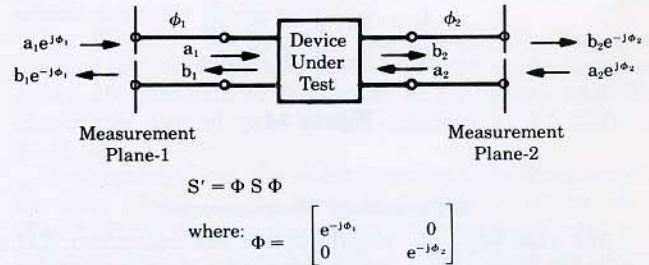 ϕ₁ ϕ₂
a₁e^{jϕ₁} a₁ Device b₂ b₂e^{-jϕ₂}
b₁e^{-jϕ₁} b₁ Under a₂ a₂e^{jϕ₂}
Test
Measurement Measurement
Plane-1 Plane-2
S′ = Φ S Φ
where: Φ = [e^{-jϕ₁} 0
0 e^{-jϕ₂}]